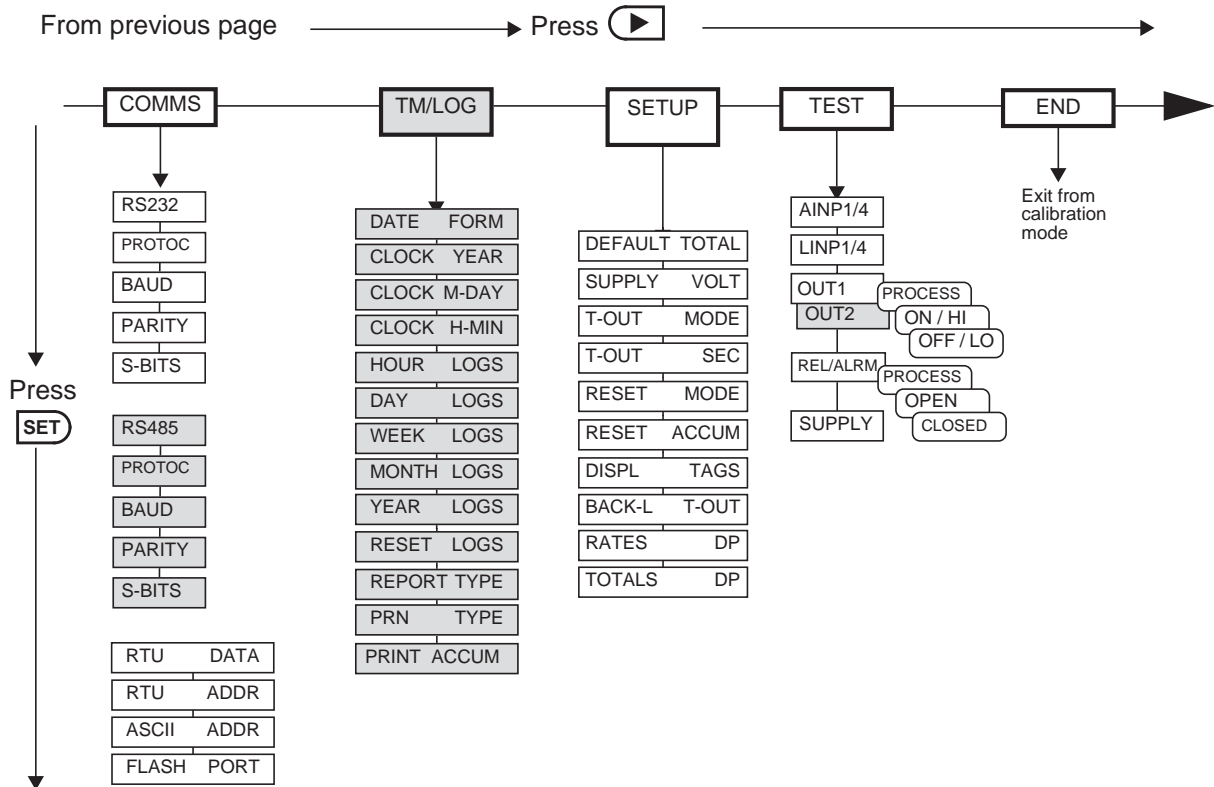 From previous page
Press
COMMS
TM/LOG
SETUP
TEST
END
Press
SET
RS232
PROTOC
BAUD
PARITY
S-BITS
RS485
PROTOC
BAUD
PARITY
S-BITS
RTU DATA
RTU ADDR
ASCII ADDR
FLASH PORT
DATE FORM
CLOCK YEAR
CLOCK M-DAY
CLOCK H-MIN
HOUR LOGS
DAY LOGS
WEEK LOGS
MONTH LOGS
YEAR LOGS
RESET LOGS
REPORT TYPE
PRN TYPE
PRINT ACCUM
DEFAULT TOTAL
SUPPLY VOLT
T-OUT MODE
T-OUT SEC
RESET MODE
RESET ACCUM
DISPL TAGS
BACK-L T-OUT
RATES DP
TOTALS DP
AINP1/4
LINP1/4
OUT1
OUT2
PROCESS
ON / HI
OFF / LO
REL/ALRM
PROCESS
OPEN
CLOSED
SUPPLY
Exit from
calibration
mode